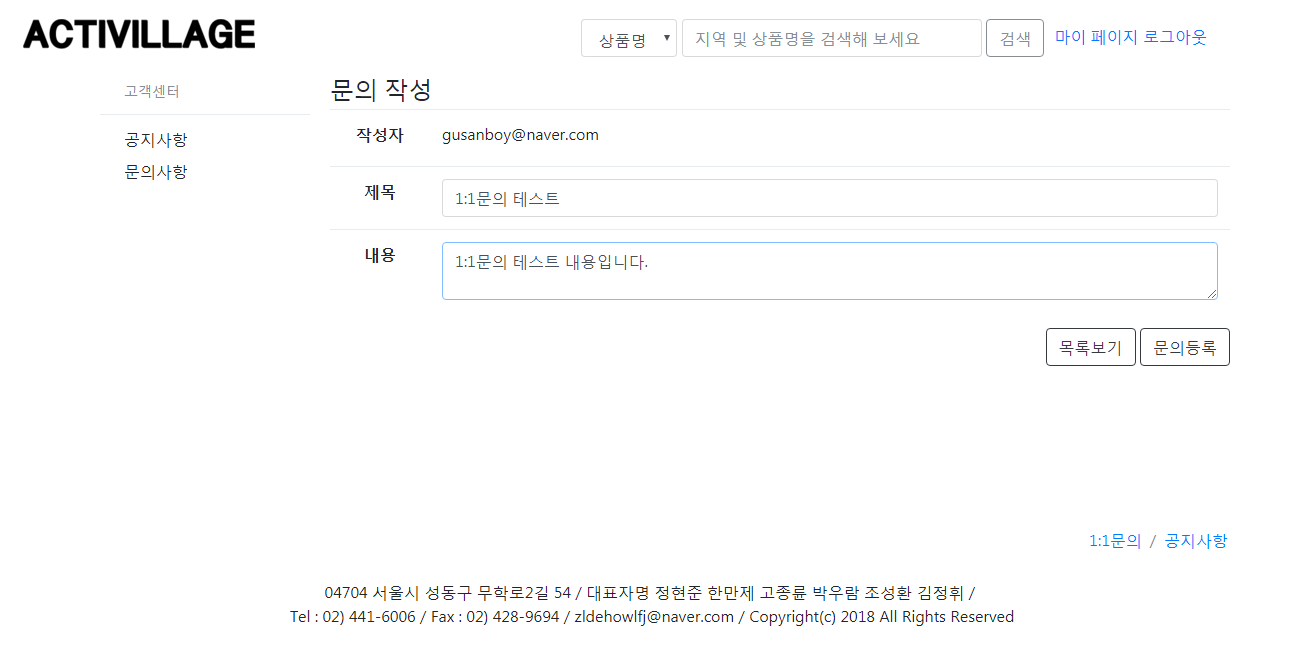 ACTIVILLAGE
상품명 지역 및 상품명을 검색해 보세요 검색 마이 페이지 로그아웃
고객센터
공지사항
문의사항
문의 작성
작성자 gusanboy@naver.com
제목 1:1문의 테스트
내용 1:1문의 테스트 내용입니다.
목록보기 문의등록
1:1문의 / 공지사항
04704 서울시 성동구 무학로2길 54 / 대표자명 정현준 한만제 고종륜 박우람 조성환 김정휘 /
Tel : 02) 441-6006 / Fax : 02) 428-9694 / zldehowlfj@naver.com / Copyright(c) 2018 All Rights Reserved